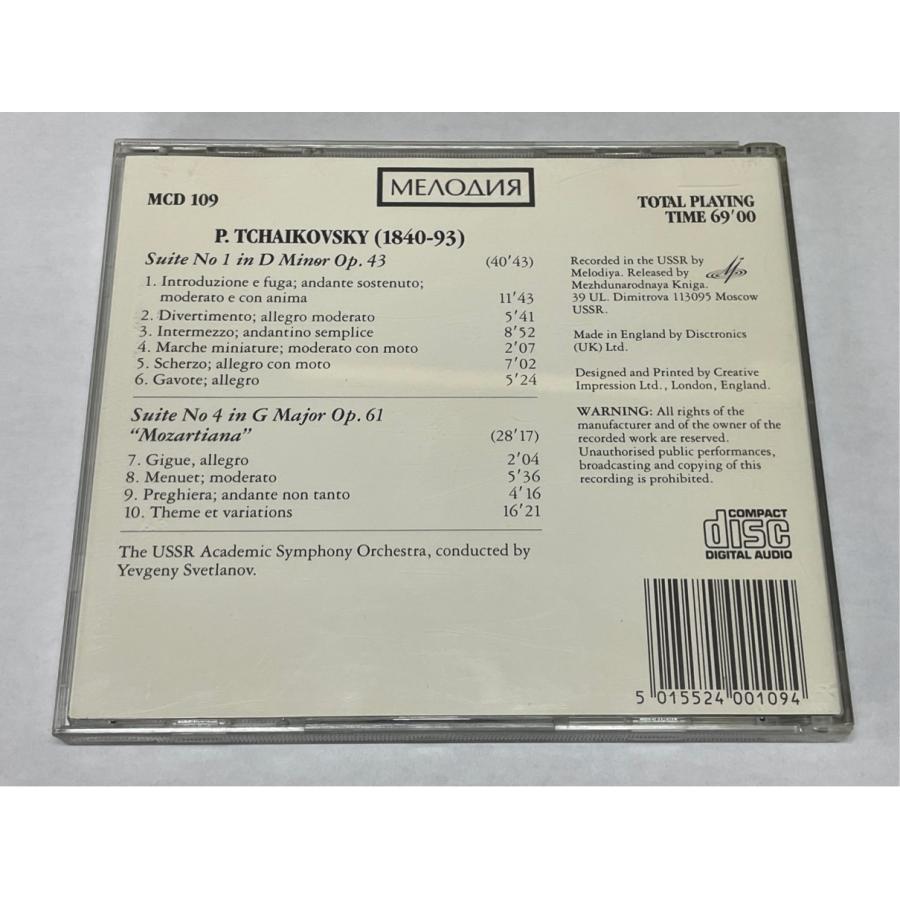 МЕЛОДИЯ
MCD 109
P. TCHAIKOVSKY (1840-93)
Suite No 1 in D Minor Op. 43 (40'43)
1. Introduzione e fuga; andante sostenuto;
moderato e con anima 11'43
2. Divertimento; allegro moderato 5'41
3. Intermezzo; andantino semplice 8'52
4. Marche miniature; moderato con moto 2'07
5. Scherzo; allegro con moto 7'02
6. Gavote; allegro 5'24
Suite No 4 in G Major Op. 61
“Mozartiana” (28'17)
7. Gigue, allegro 2'04
8. Menuet; moderato 5'36
9. Preghiera; andante non tanto 4'16
10. Theme et variations 16'21
The USSR Academic Symphony Orchestra, conducted by
Yevgeny Svetlanov.
TOTAL PLAYING
TIME 69'00
Recorded in the USSR by
Melodiya. Released by
Mezhdunarodnaya Kniga.
39 UL. Dimitrova 113095 Moscow
USSR.
Made in England by Disctronics
(UK) Ltd.
Designed and Printed by Creative
Impression Ltd., London, England.
WARNING: All rights of the
manufacturer and of the owner of the
recorded work are reserved.
Unauthorised public performances,
broadcasting and copying of this
recording is prohibited.
COMPACT
disc
DIGITAL AUDIO
5 015524 001094